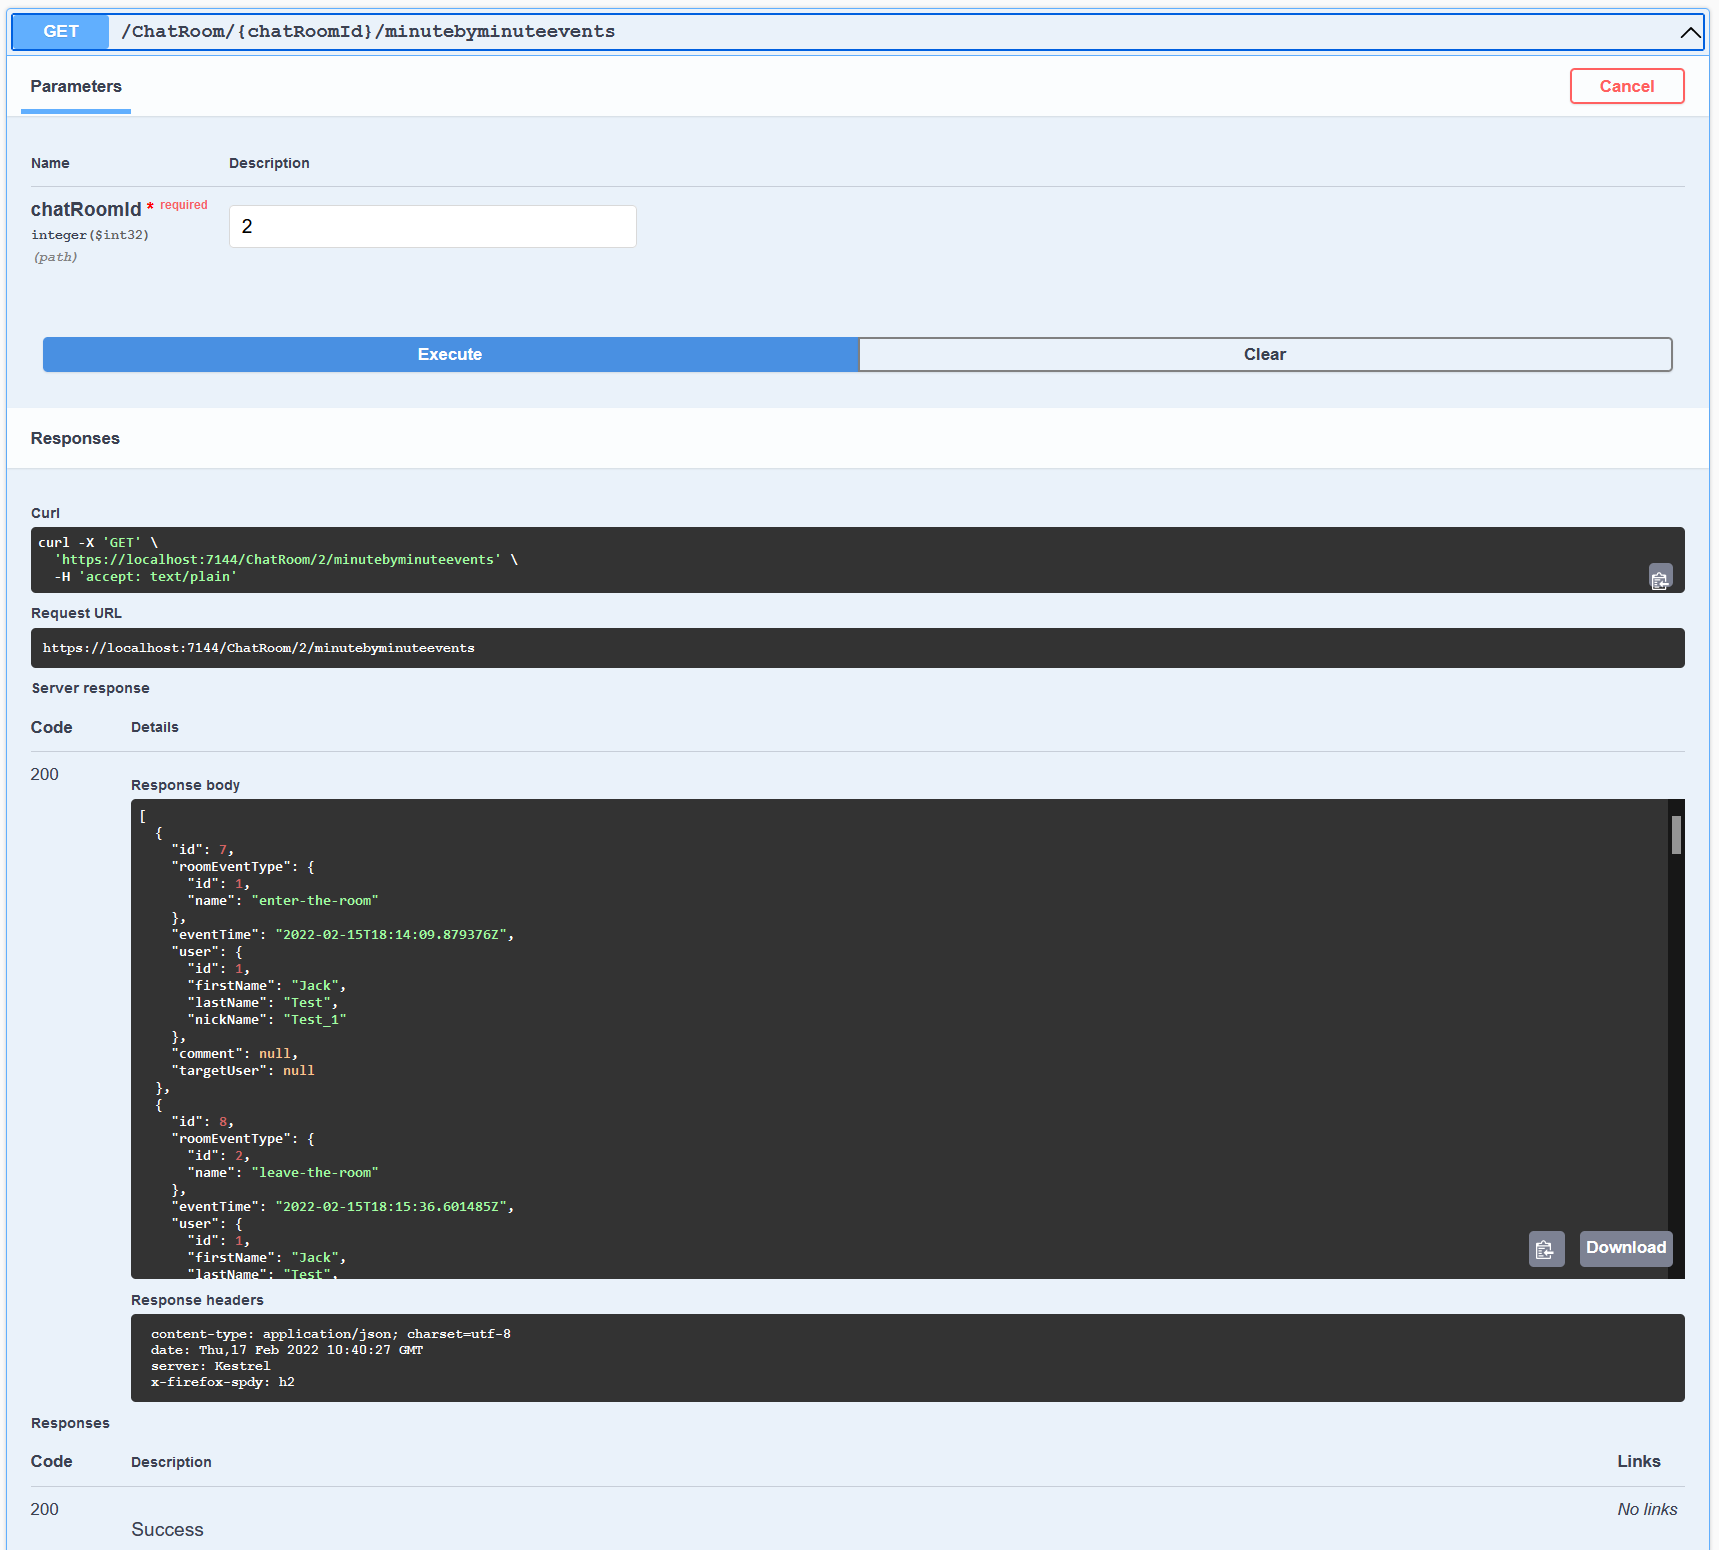 GET /ChatRoom/{chatRoomId}/minutebyminuteevents
Parameters
Cancel
Name Description
chatRoomId * required
integer($int32)
(path)
2
Execute Clear
Responses
Curl
curl -X 'GET' \
'https://localhost:7144/ChatRoom/2/minutebyminuteevents' \
-H 'accept: text/plain'
Request URL
https://localhost:7144/ChatRoom/2/minutebyminuteevents
Server response
Code Details
200
Response body
[
{
"id": 7,
"roomEventType": {
"id": 1,
"name": "enter-the-room"
},
"eventTime": "2022-02-15T18:14:09.879376Z",
"user": {
"id": 1,
"firstName": "Jack",
"lastName": "Test",
"nickName": "Test_1"
},
"comment": null,
"targetUser": null
},
{
"id": 8,
"roomEventType": {
"id": 2,
"name": "leave-the-room"
},
"eventTime": "2022-02-15T18:15:36.601485Z",
"user": {
"id": 1,
"firstName": "Jack",
"lastName": "Test",
Download
Response headers
content-type: application/json; charset=utf-8
date: Thu,17 Feb 2022 10:40:27 GMT
server: Kestrel
x-firefox-spdy: h2
Responses
Code Description Links
200 No links
Success